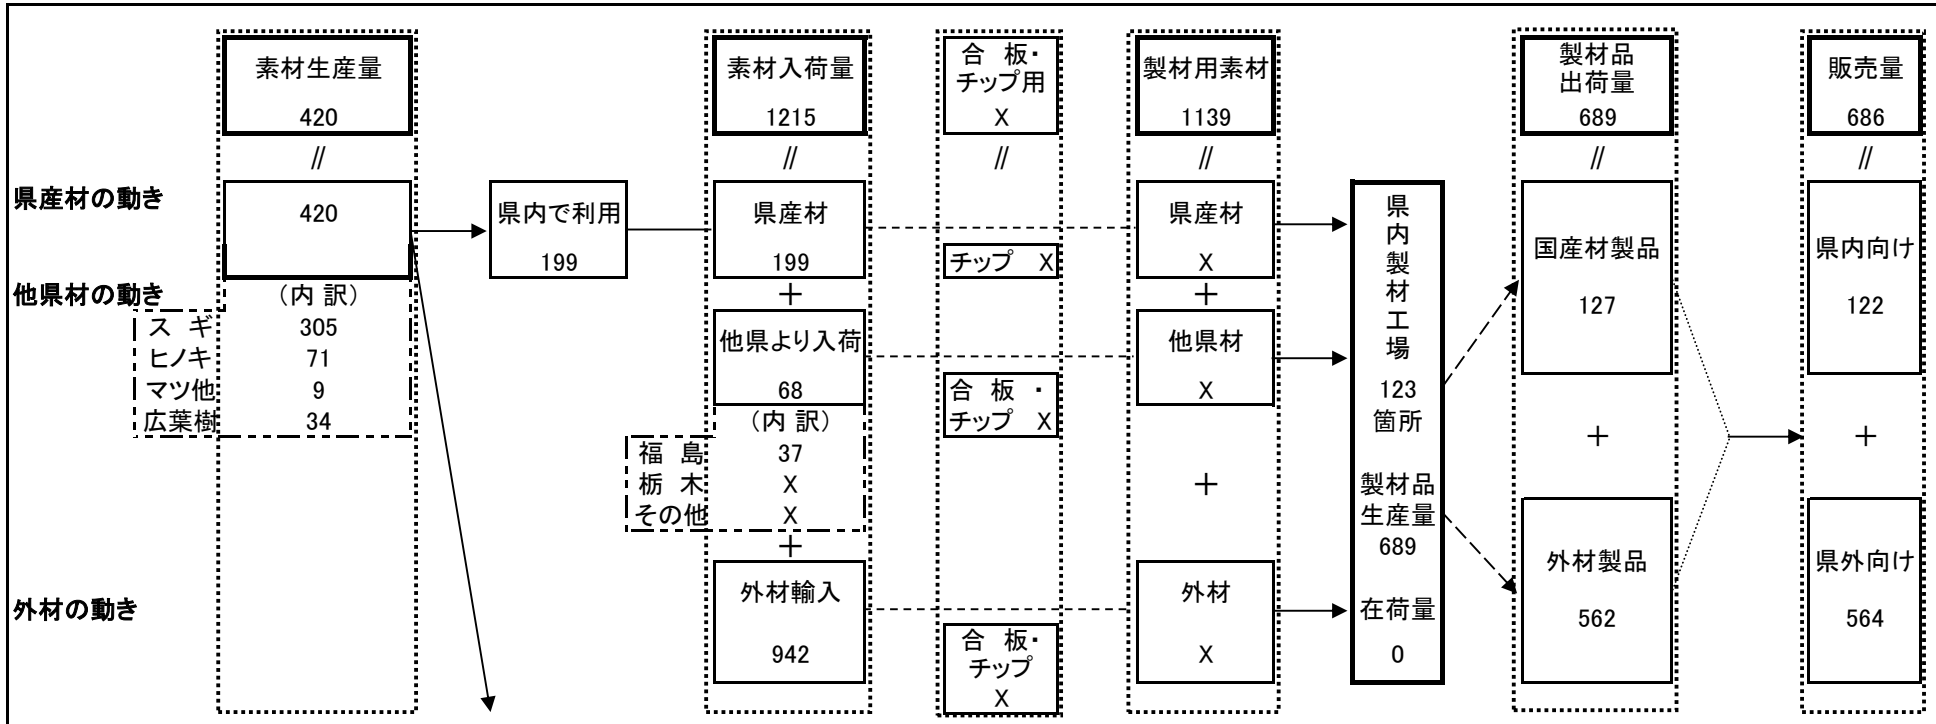 素材生産量
420
//
素材入荷量
1215
//
合 板・
チップ用
X
//
製材用素材
1139
//
製材品
出荷量
689
//
販売量
686
//
県産材の動き
420
県内で利用
199
県産材
199
チップ X
県産材
X
他県材の動き
（内 訳）
ス ギ 305
ヒノキ 71
マツ他 9
広葉樹 34
＋
他県より入荷
68
（内 訳）
福 島 37
栃 木 X
その他 X
＋
合 板 ・
チップ X
＋
他県材
X
＋
外材の動き
外材輸入
942
合 板・
チップ
X
外材
X
県内製材工場
123
箇所
製材品
生産量
689
在荷量
0
国産材製品
127
＋
外材製品
562
県内向け
122
＋
県外向け
564